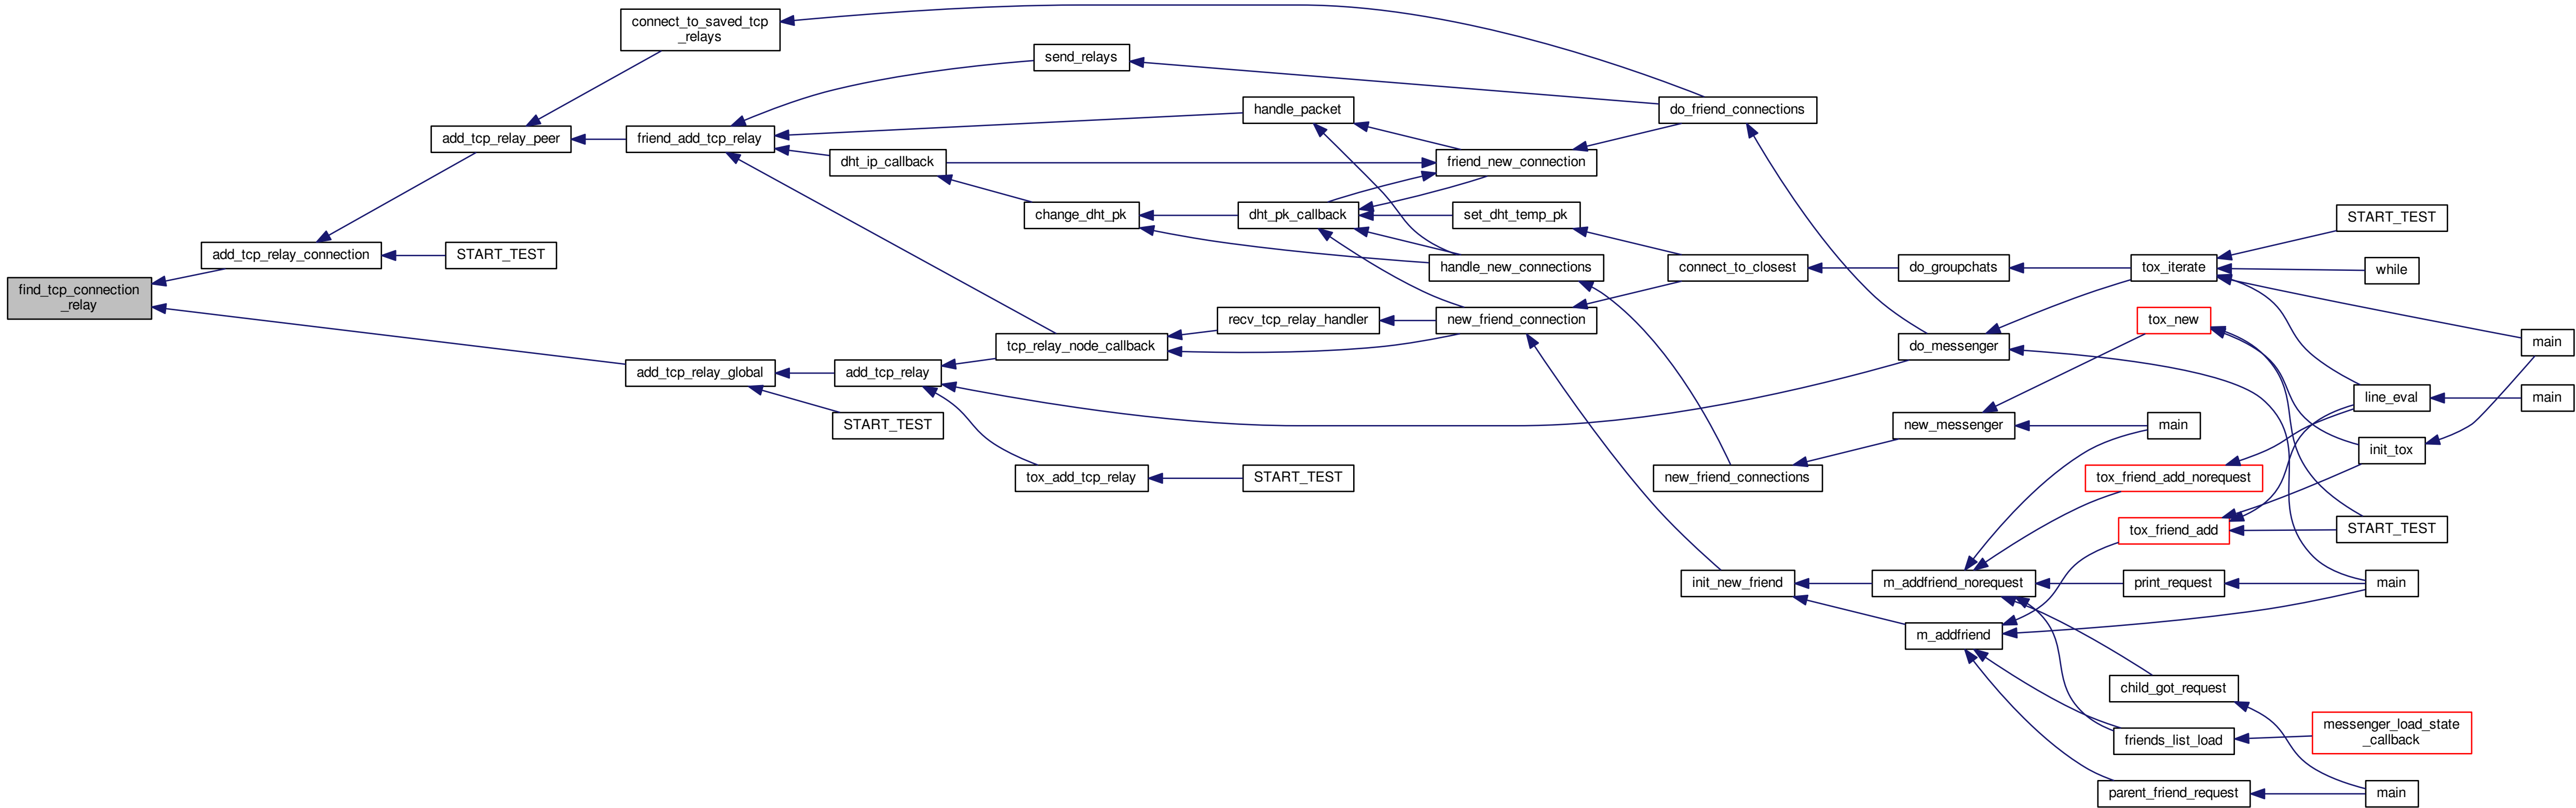 connect_to_saved_tcp
_relays
send_relays
handle_packet
do_friend_connections
add_tcp_relay_peer
friend_add_tcp_relay
dht_ip_callback
friend_new_connection
change_dht_pk
dht_pk_callback
set_dht_temp_pk
START_TEST
add_tcp_relay_connection
START_TEST
handle_new_connections
connect_to_closest
do_groupchats
tox_iterate
while
find_tcp_connection
_relay
recv_tcp_relay_handler
new_friend_connection
tox_new
tcp_relay_node_callback
do_messenger
main
add_tcp_relay_global
add_tcp_relay
line_eval
main
START_TEST
new_messenger
main
init_tox
tox_add_tcp_relay
START_TEST
new_friend_connections
tox_friend_add_norequest
tox_friend_add
START_TEST
init_new_friend
m_addfriend_norequest
print_request
main
m_addfriend
child_got_request
messenger_load_state
_callback
friends_list_load
parent_friend_request
main